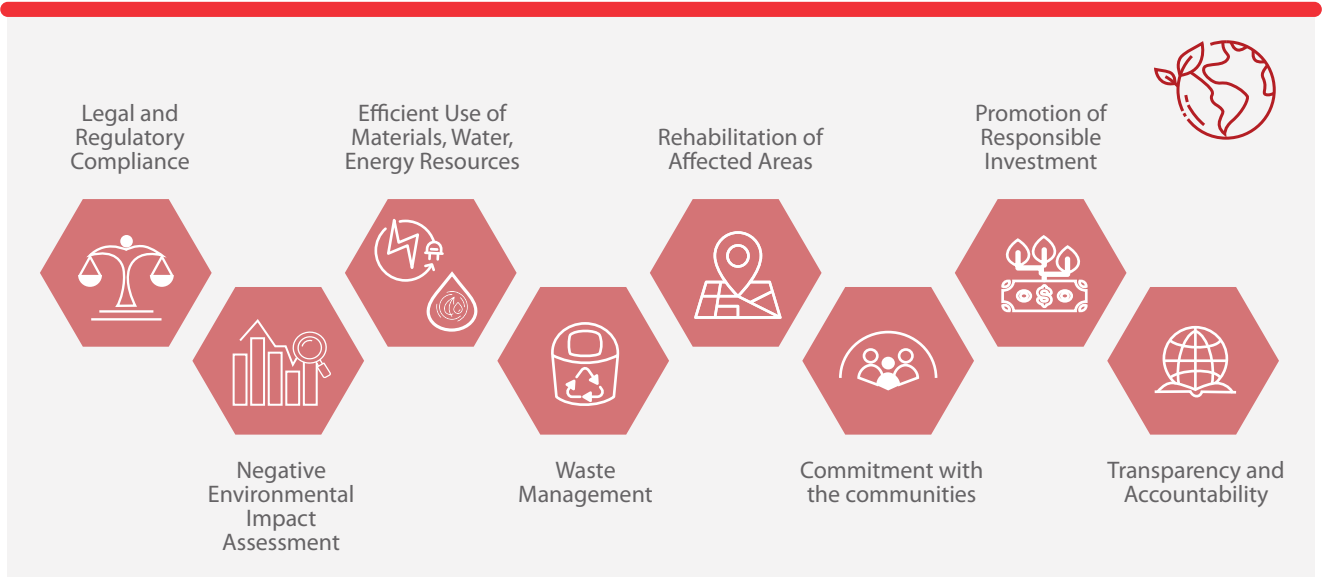 Legal and
Regulatory
Compliance
Efficient Use of
Materials, Water,
Energy Resources
Rehabilitation of
Affected Areas
Promotion of
Responsible
Investment
Negative
Environmental
Impact
Assessment
Waste
Management
Commitment with
the communities
Transparency and
Accountability